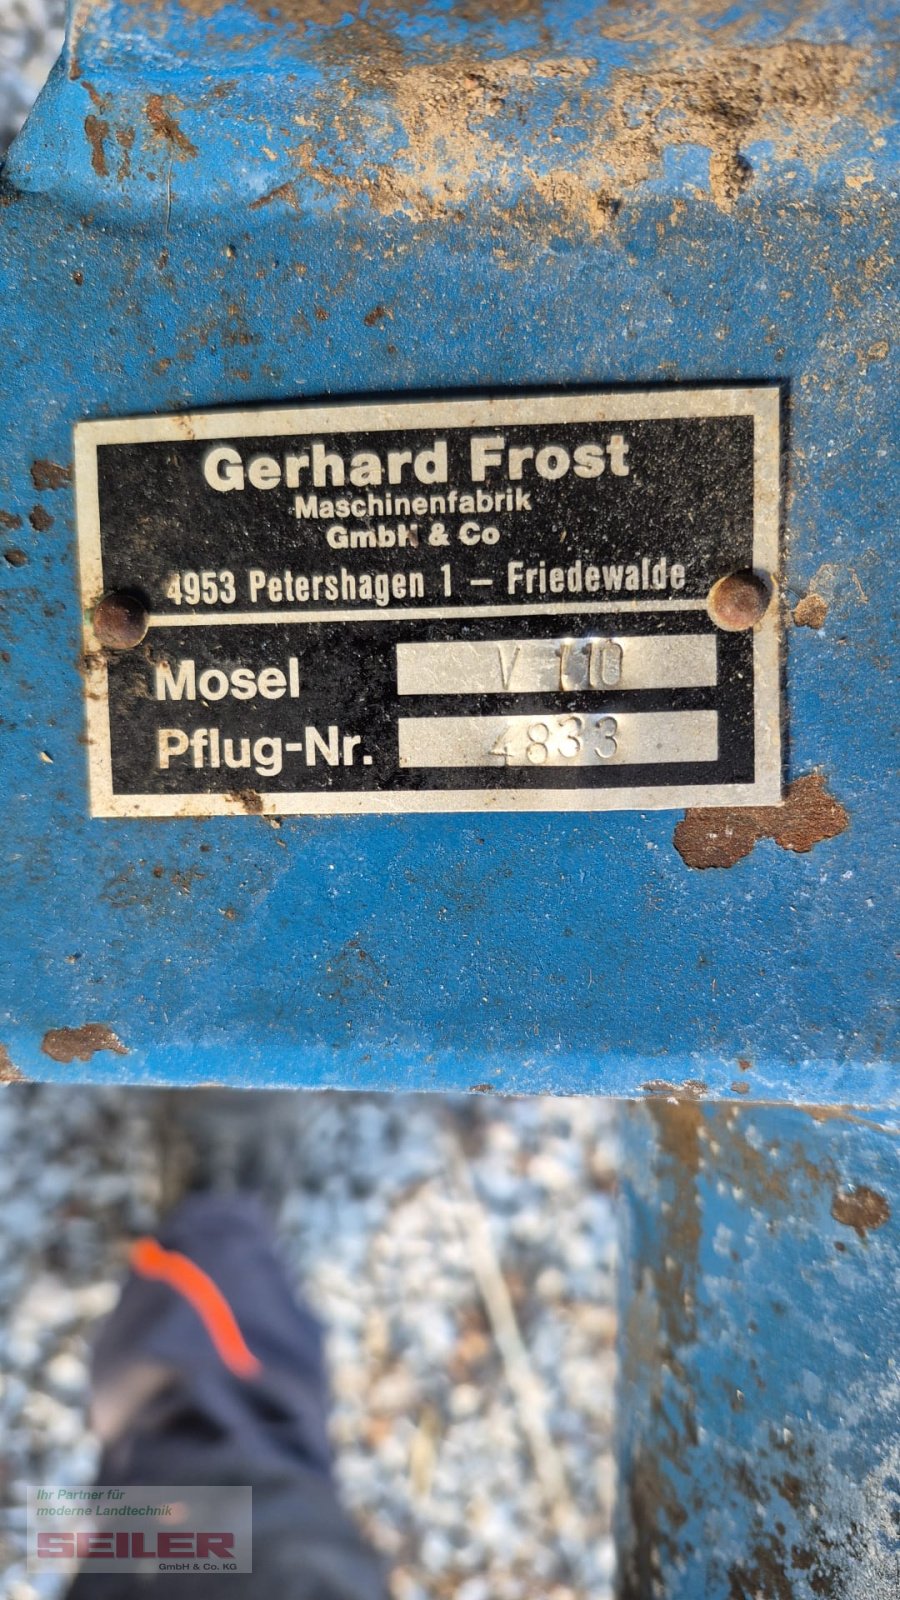 Gerhard Frost
Maschinenfabrik
GmbH & Co
4953 Petershagen 1 – Friedewalde
Mosel V 110
Pflug-Nr. 4833
Ihr Partner für
moderne Landtechnik
SEILER
GmbH & Co. KG